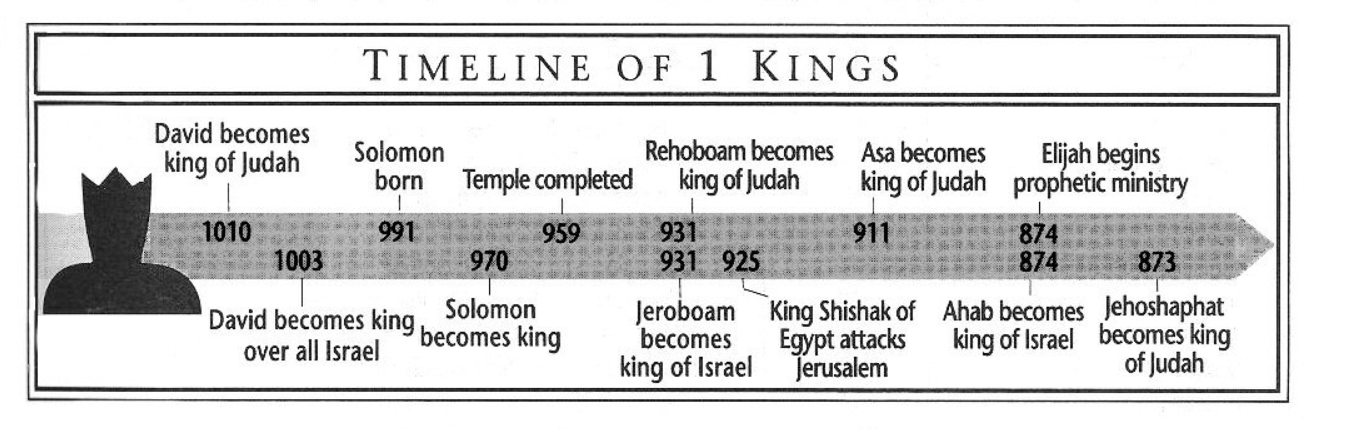 TIMELINE OF 1 KINGS
David becomes
king of Judah
Solomon
born
Temple completed
Rehoboam becomes
king of Judah
Asa becomes
king of Judah
Elijah begins
prophetic ministry
1010
991
959
931
911
874
1003
970
931
925
874
873
David becomes king
over all Israel
Solomon
becomes king
Jeroboam
becomes
king of Israel
King Shishak of
Egypt attacks
Jerusalem
Ahab becomes
king of Israel
Jehoshaphat
becomes king
of Judah